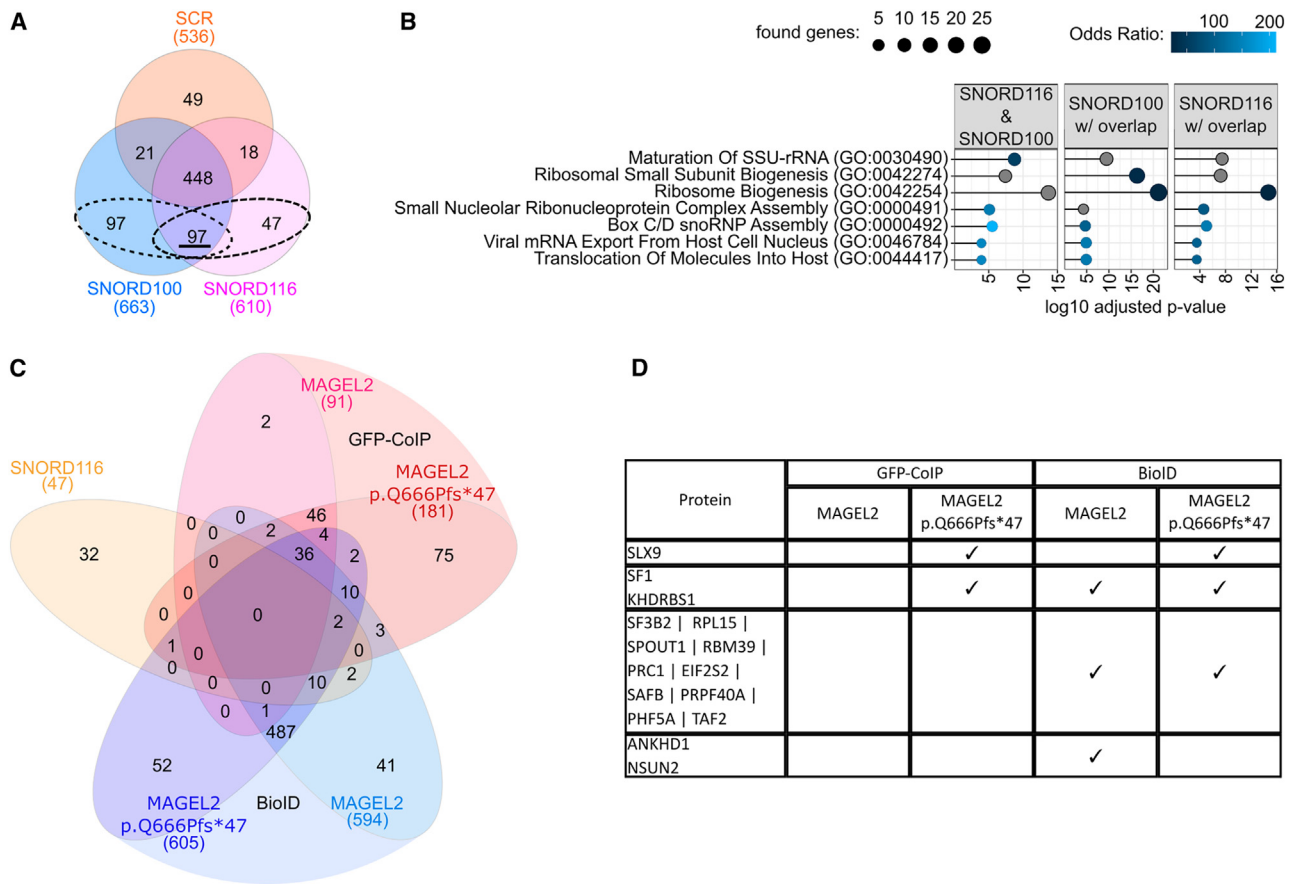 A
SCR
(536)
49
21
18
448
97
97
47
SNORD100
(663)
SNORD116
(610)
B
found genes:
5 10 15 20 25
Odds Ratio:
100 200
SNORD116
&
SNORD100
SNORD100
w/ overlap
SNORD116
w/ overlap
Maturation Of SSU-rRNA (GO:0030490)
Ribosomal Small Subunit Biogenesis (GO:0042274)
Ribosome Biogenesis (GO:0042254)
Small Nucleolar Ribonucleoprotein Complex Assembly (GO:0000491)
Box C/D snoRNP Assembly (GO:0000492)
Viral mRNA Export From Host Cell Nucleus (GO:0046784)
Translocation Of Molecules Into Host (GO:0044417)
5 10 15
5 10 15 20
4 8 12 16
log10 adjusted p-value
C
MAGEL2
(91)
2
GFP-CoIP
SNORD116
(47)
MAGEL2
p.Q666Pfs*47
(181)
0
0
0
2
46
4
32
0
36
2
75
0
10
0
0
2
3
1
0
0
0
0
0
10
2
0
1
487
52
41
MAGEL2
p.Q666Pfs*47
(605)
BioID
MAGEL2
(594)
D
Protein
GFP-CoIP
BioID
MAGEL2
MAGEL2
p.Q666Pfs*47
MAGEL2
MAGEL2
p.Q666Pfs*47
SLX9 ✓ ✓
SF1
KHDRBS1
✓ ✓ ✓
SF3B2 | RPL15 |
SPOUT1 | RBM39 |
PRC1 | EIF2S2 |
SAFB | PRPF40A |
PHF5A | TAF2
✓ ✓
ANKHD1
NSUN2
✓